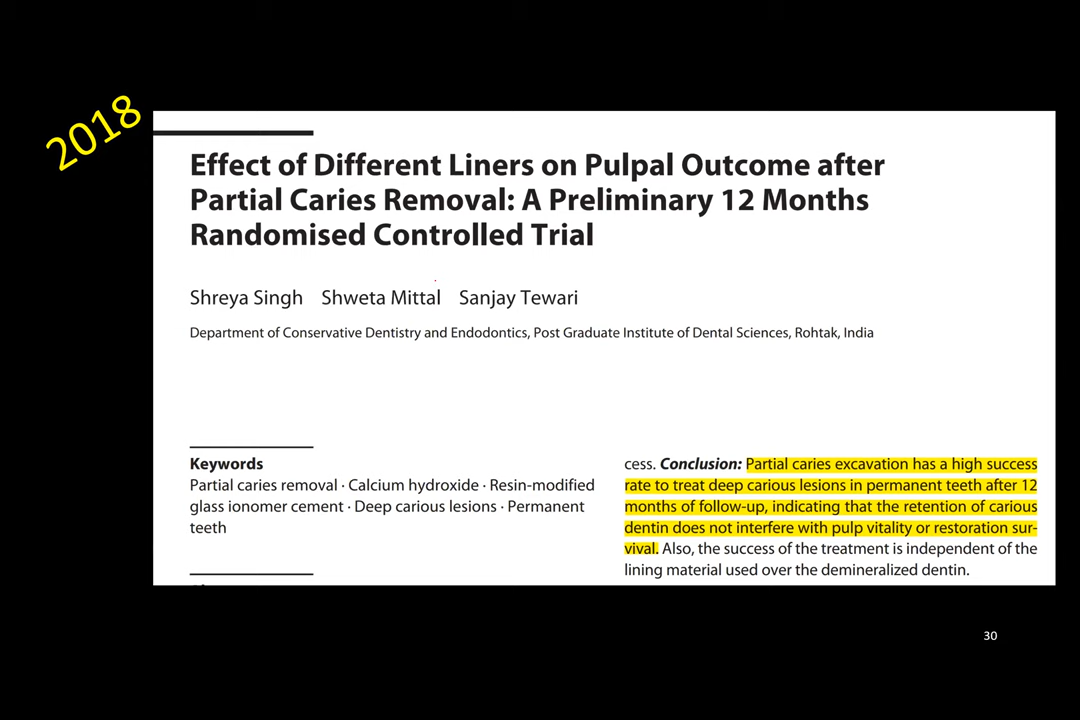 2018
Effect of Different Liners on Pulpal Outcome after
Partial Caries Removal: A Preliminary 12 Months
Randomised Controlled Trial
Shreya Singh Shweta Mittal Sanjay Tewari
Department of Conservative Dentistry and Endodontics, Post Graduate Institute of Dental Sciences, Rohtak, India
Keywords
Partial caries removal · Calcium hydroxide · Resin-modified
glass ionomer cement · Deep carious lesions · Permanent
teeth
cess. Conclusion: Partial caries excavation has a high success
rate to treat deep carious lesions in permanent teeth after 12
months of follow-up, indicating that the retention of carious
dentin does not interfere with pulp vitality or restoration sur-
vival. Also, the success of the treatment is independent of the
lining material used over the demineralized dentin.
30